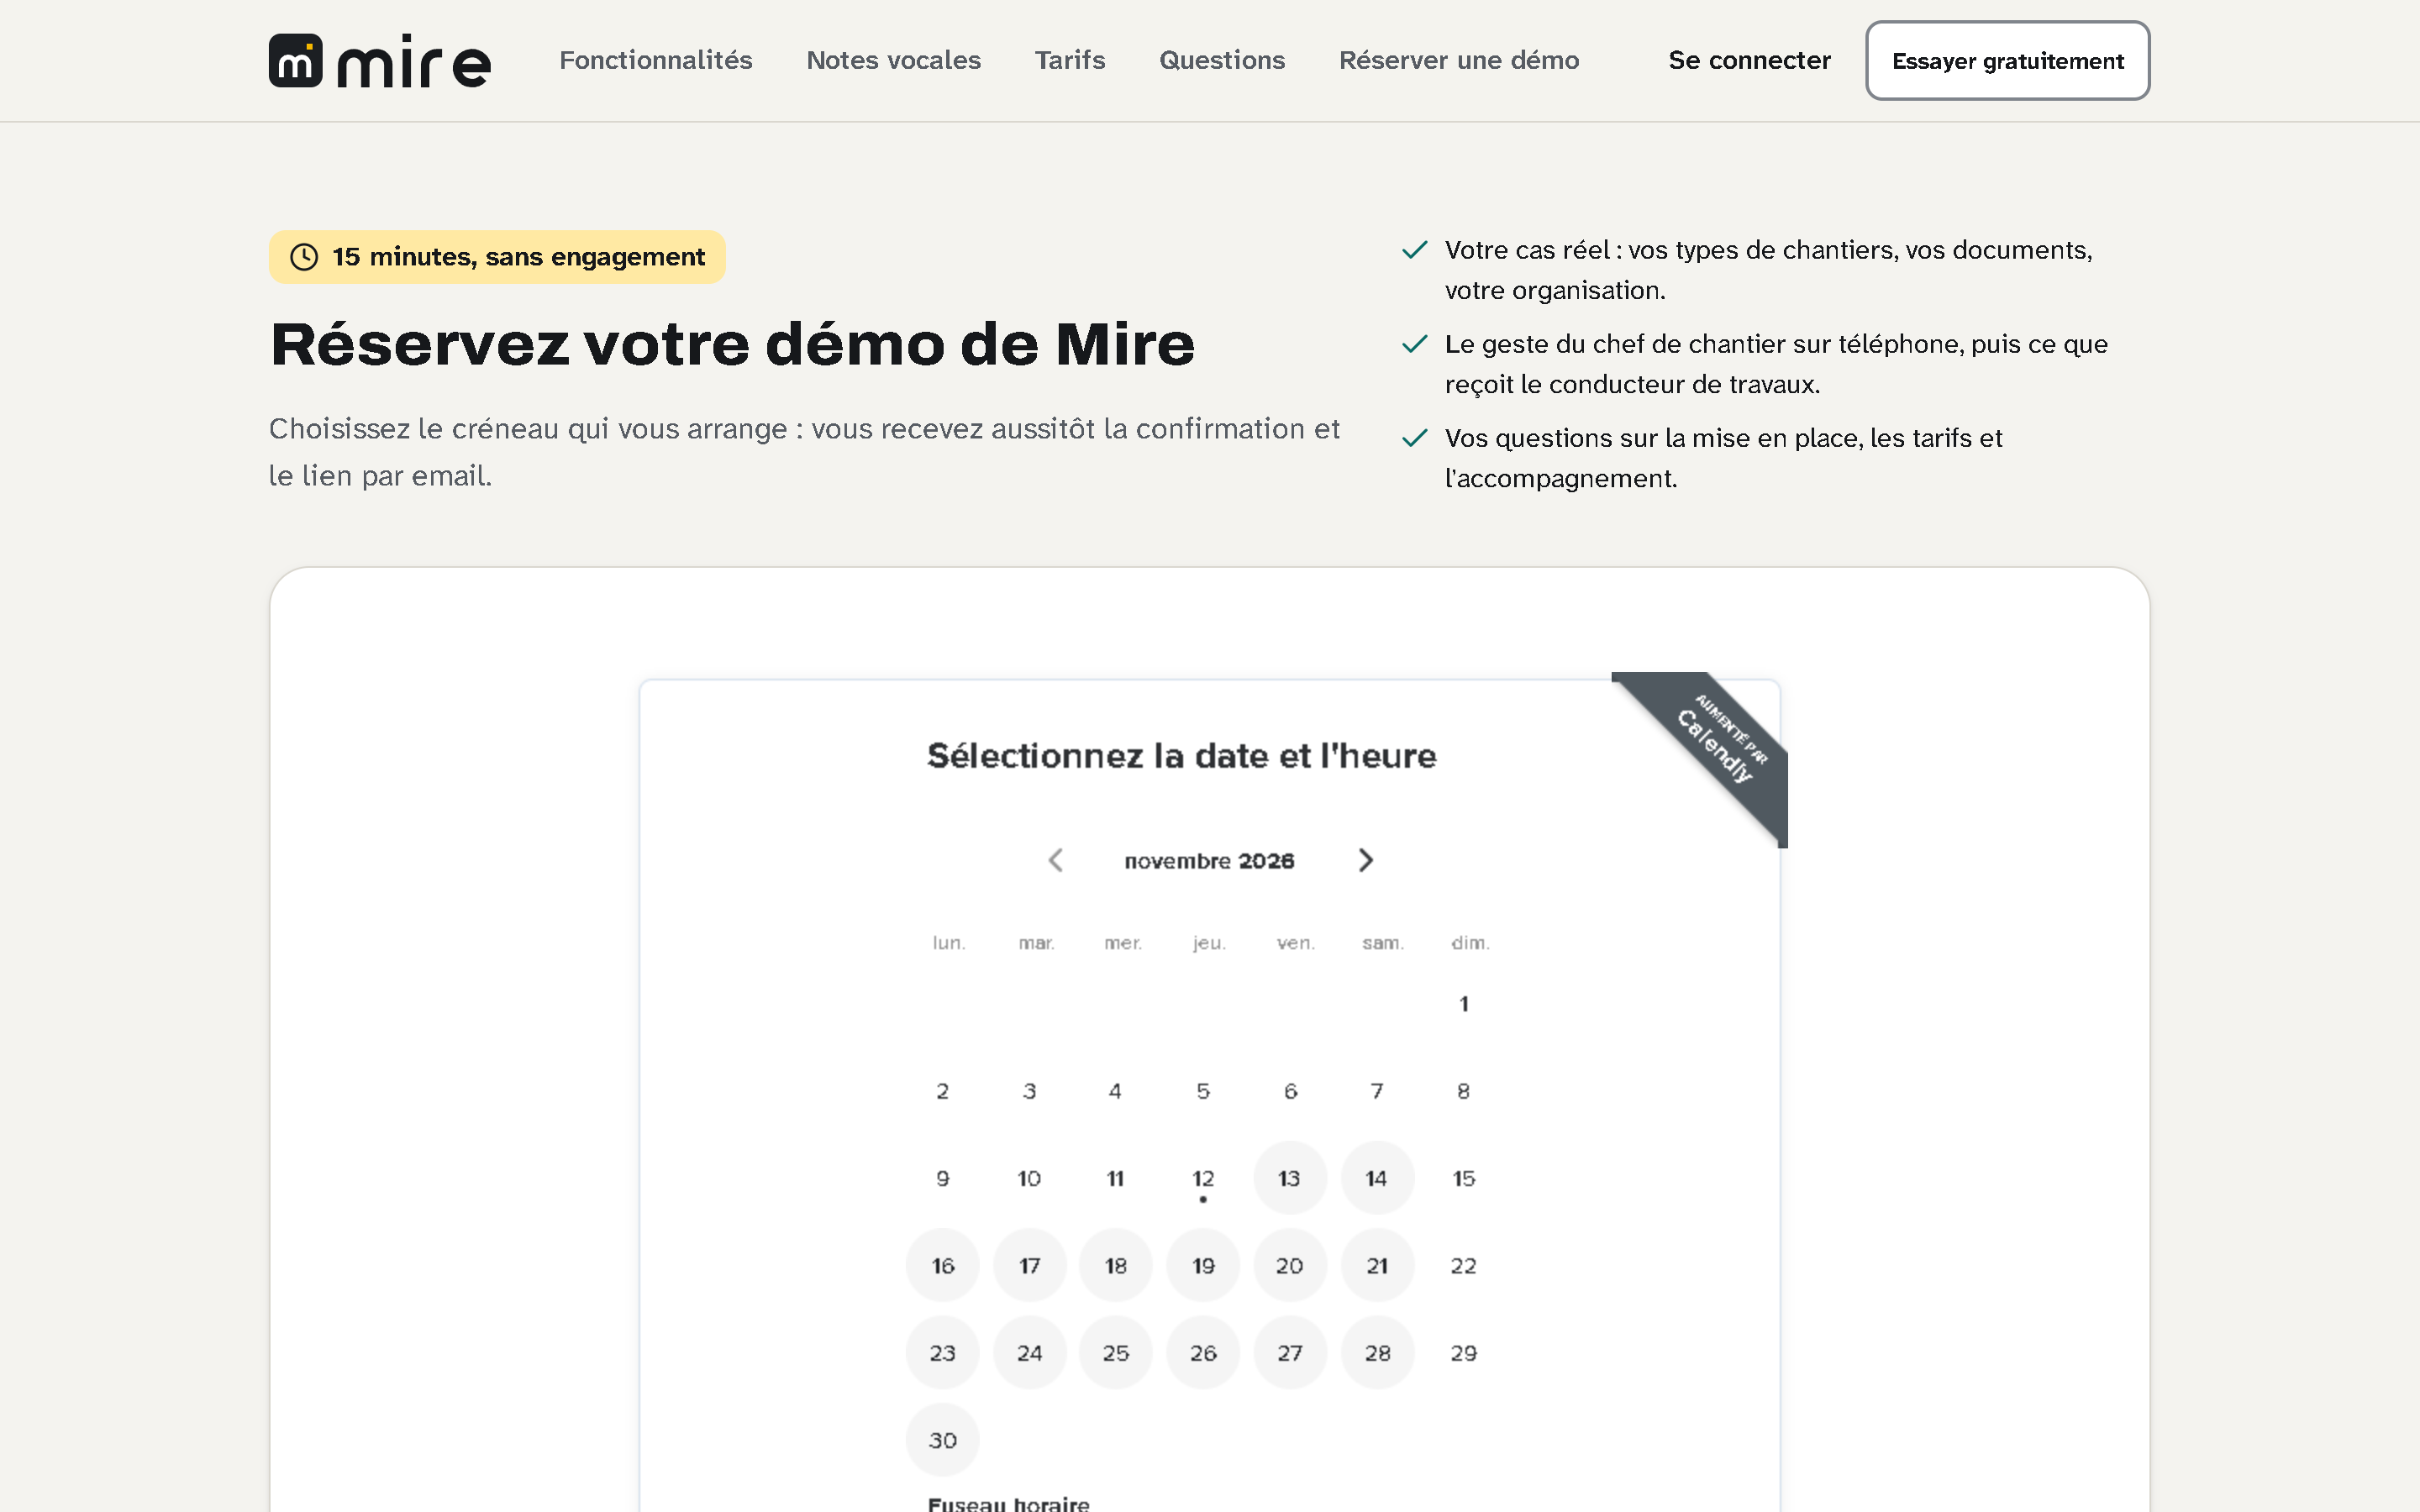 m mire
Fonctionnalités Notes vocales Tarifs Questions Réserver une démo Se connecter Essayer gratuitement
15 minutes, sans engagement
Réservez votre démo de Mire
Choisissez le créneau qui vous arrange : vous recevez aussitôt la confirmation et
le lien par email.
Votre cas réel : vos types de chantiers, vos documents,
votre organisation.
Le geste du chef de chantier sur téléphone, puis ce que
reçoit le conducteur de travaux.
Vos questions sur la mise en place, les tarifs et
l'accompagnement.
ALIMENTÉ PAR
Calendly
Sélectionnez la date et l'heure
novembre 2026
lun. mar. mer. jeu. ven. sam. dim.
1
2 3 4 5 6 7 8
9 10 11 12 13 14 15
16 17 18 19 20 21 22
23 24 25 26 27 28 29
30
Fuseau horaire